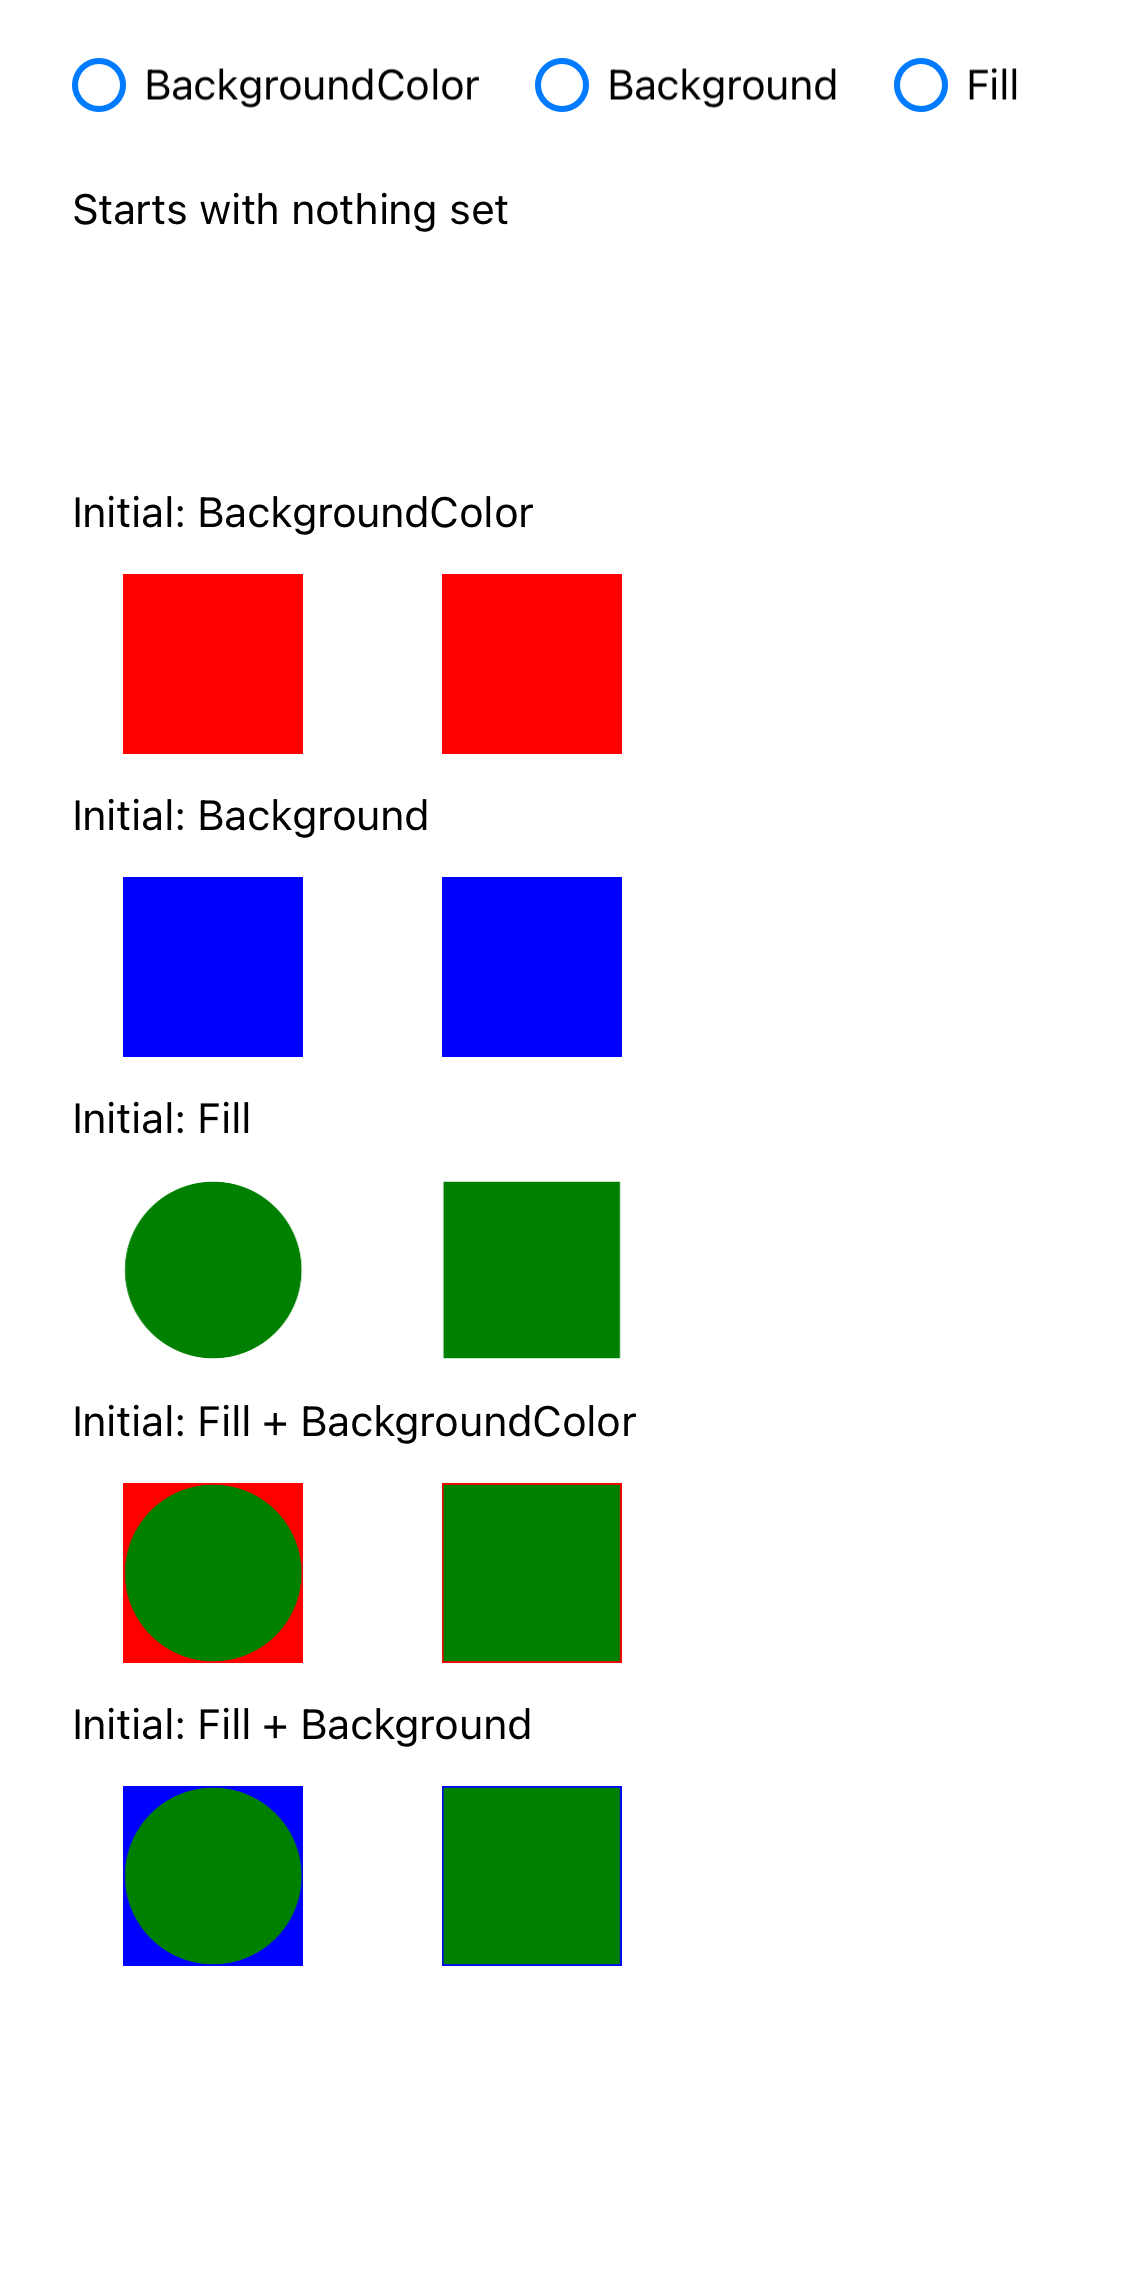 BackgroundColor Background Fill
Starts with nothing set
Initial: BackgroundColor
Initial: Background
Initial: Fill
Initial: Fill + BackgroundColor
Initial: Fill + Background